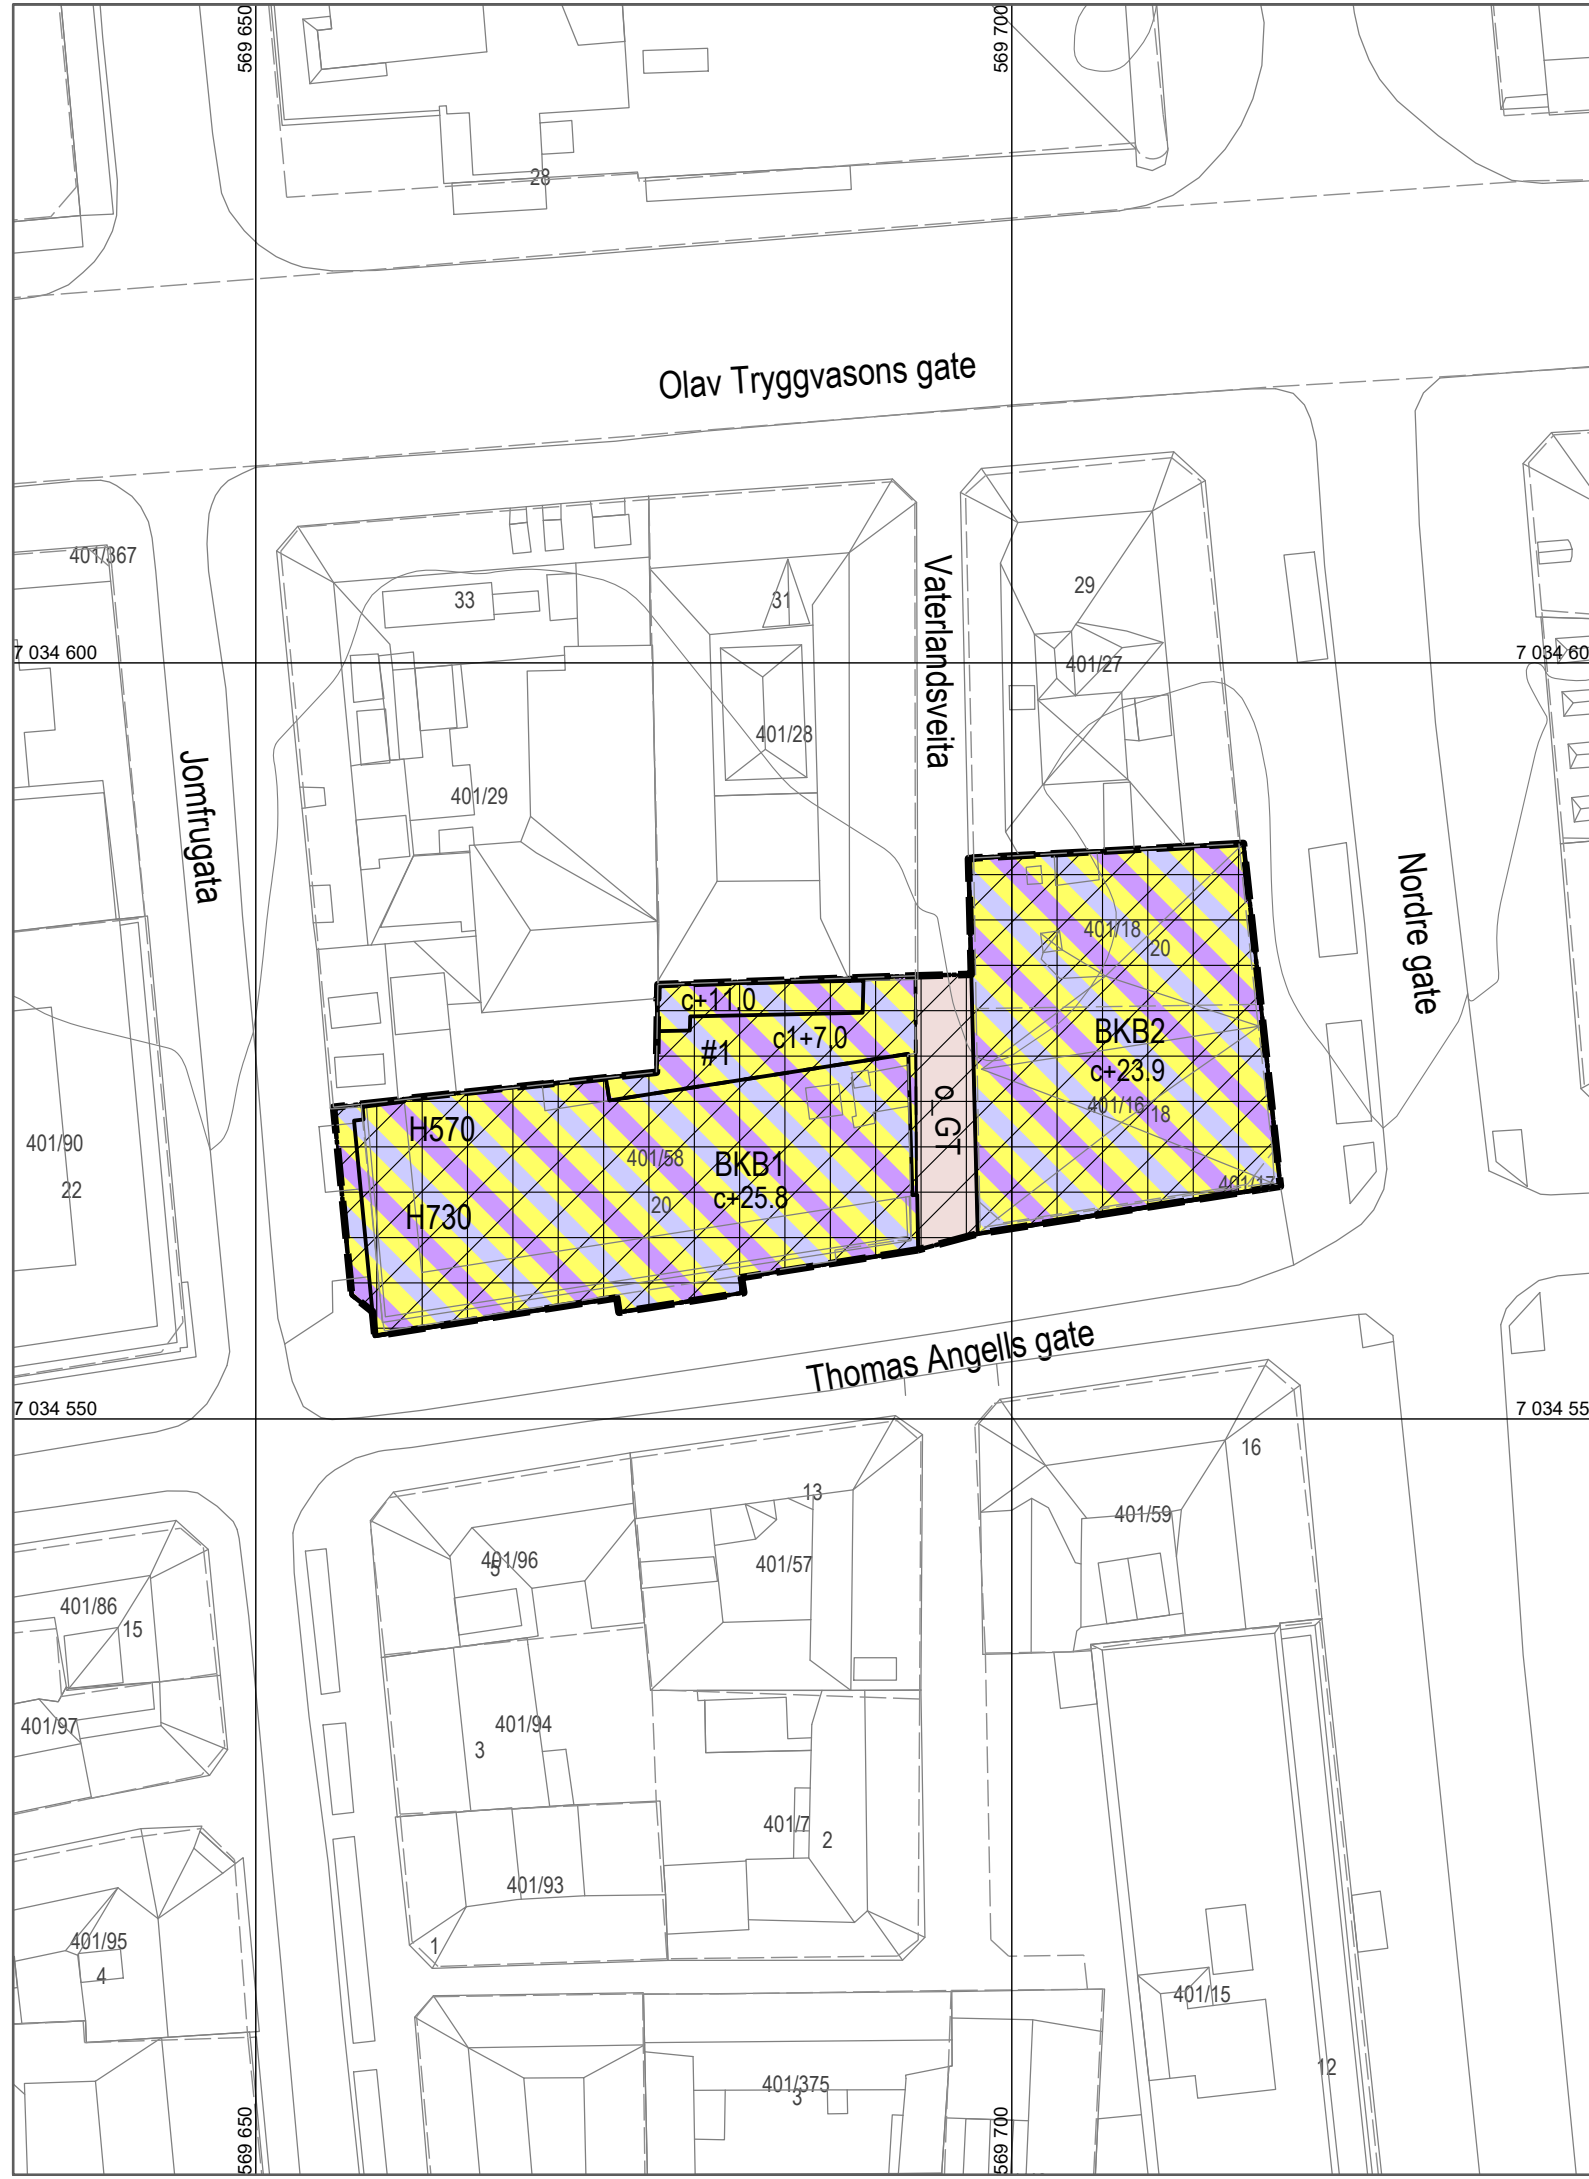 569 650
569 700
28
Olav Tryggvasons gate
401/367
33
31
Vaterlandsveita
29
7 034 600
401/27
7 034 60
401/28
Jomfrugata
401/29
Nordre gate
401/18
20
c+11.0
c1+7.0
#1
BKB2
c+23.9
o_GT
401/16
18
H570
401/90
22
401/58
BKB1
c+25.8
20
401/17
H730
Thomas Angells gate
7 034 550
7 034 55
16
13
401/59
401/96
5
401/57
401/86
15
401/97
401/94
3
401/7
2
401/93
401/95
4
1
401/15
12
401/375
3
569 650
569 700